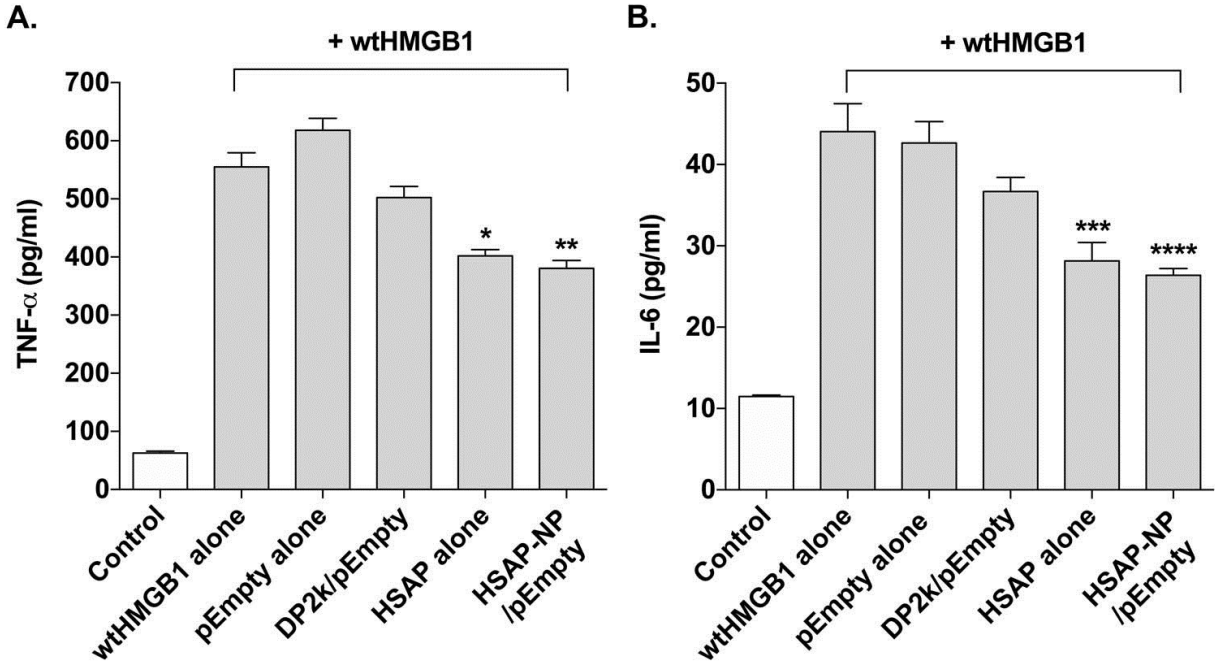 A.
+ wtHMGB1
TNF-α (pg/ml)
700
600
500
400
300
200
100
0
*
**
Control
wtHMGB1 alone
pEmpty alone
DP2k/pEmpty
HSAP alone
HSAP-NP
/pEmpty
B.
+ wtHMGB1
IL-6 (pg/ml)
50
40
30
20
10
0
***
****
Control
wtHMGB1 alone
pEmpty alone
DP2k/pEmpty
HSAP alone
HSAP-NP
/pEmpty